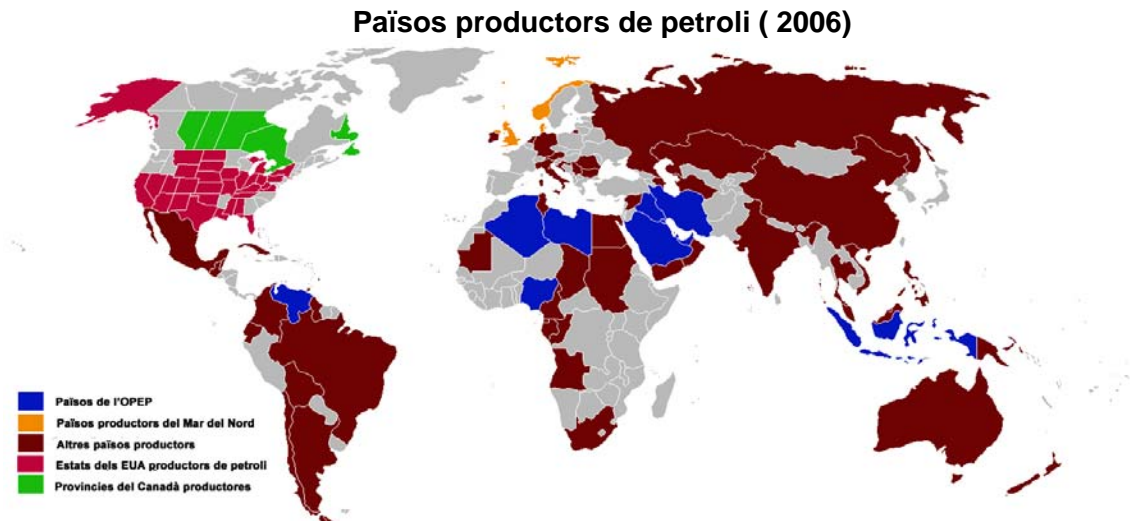 Països productors de petroli ( 2006)
Països de l'OPEP
Països productors del Mar del Nord
Altres països productors
Estats dels EUA productors de petroli
Provincies del Canadà productores